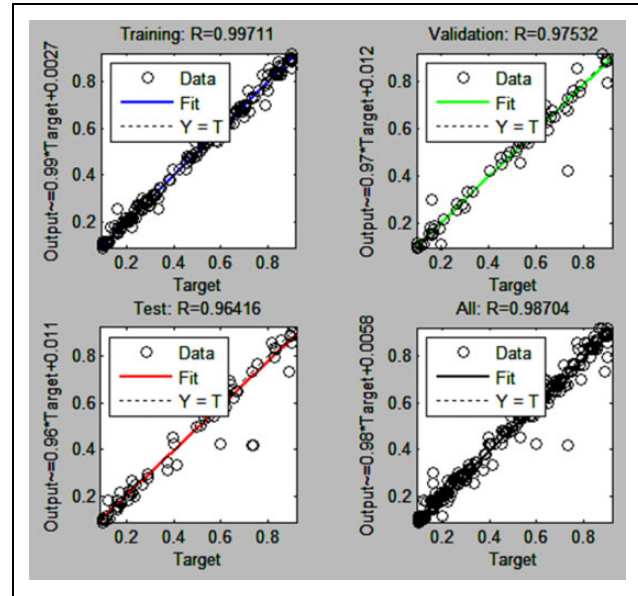 Training: R=0.99711
Output~=0.99*Target+0.0027
0.8
0.6
0.4
0.2
Data
Fit
Y = T
0.2 0.4 0.6 0.8
Target
Validation: R=0.97532
Output~=0.97*Target+0.012
0.8
0.6
0.4
0.2
Data
Fit
Y = T
0.2 0.4 0.6 0.8
Target
Test: R=0.96416
Output~=0.96*Target+0.011
0.8
0.6
0.4
0.2
Data
Fit
Y = T
0.2 0.4 0.6 0.8
Target
All: R=0.98704
Output~=0.98*Target+0.0058
0.8
0.6
0.4
0.2
Data
Fit
Y = T
0.2 0.4 0.6 0.8
Target